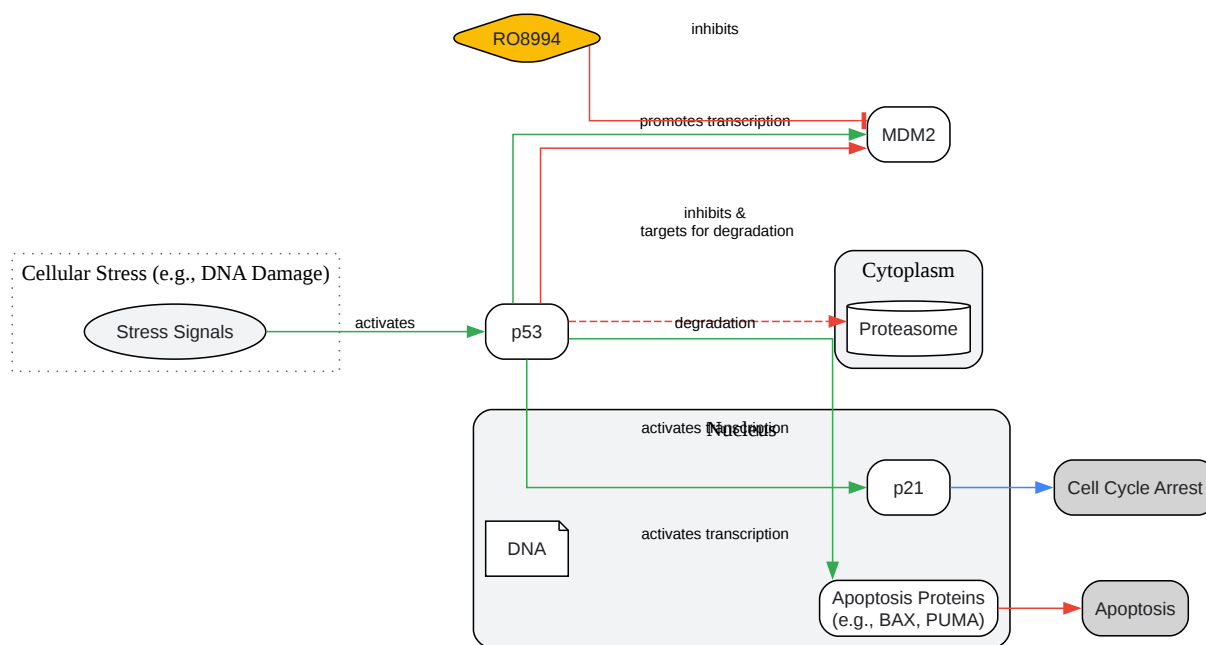 RO8994
inhibits
promotes transcription
MDM2
inhibits &
targets for degradation
Cellular Stress (e.g., DNA Damage)
Stress Signals
activates
p53
degradation
Cytoplasm
Proteasome
activates transcription
Nucleus
p21
Cell Cycle Arrest
DNA
activates transcription
Apoptosis Proteins
(e.g., BAX, PUMA)
Apoptosis